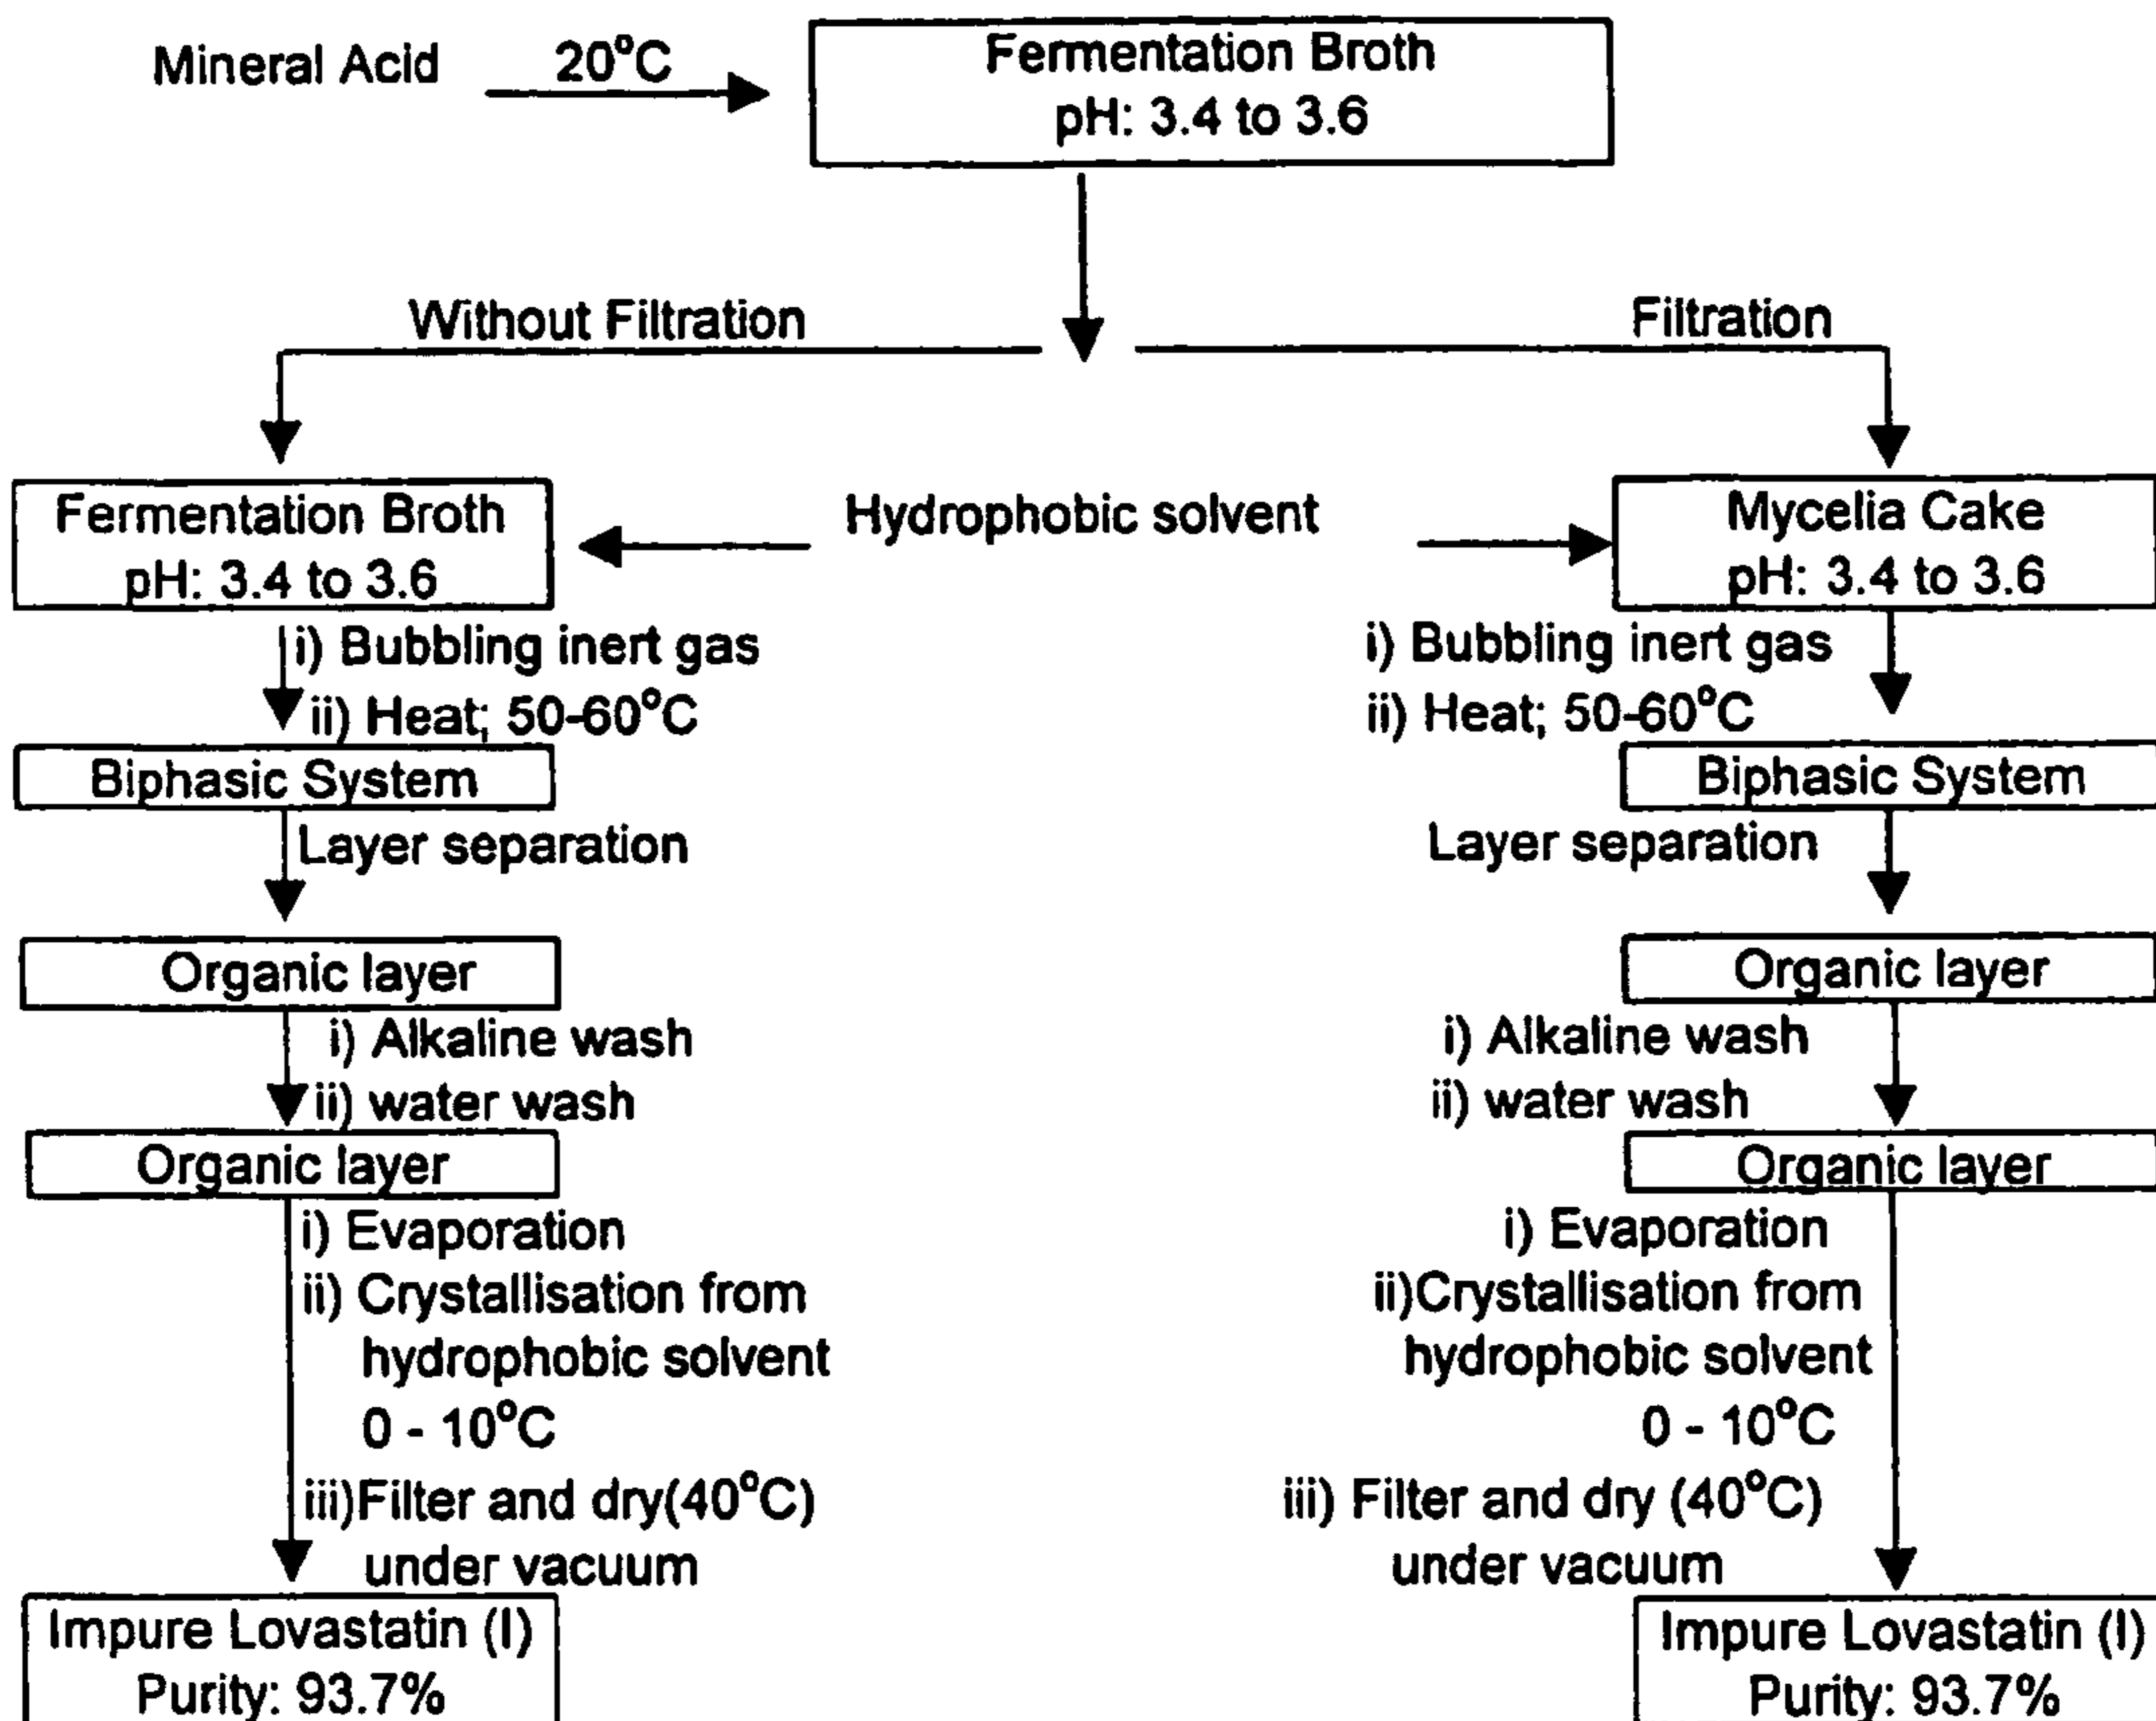 Mineral Acid
20°C
Fermentation Broth
pH: 3.4 to 3.6
Without Filtration
Filtration
Fermentation Broth
pH: 3.4 to 3.6
Hydrophobic solvent
Mycelia Cake
pH: 3.4 to 3.6
i) Bubbling inert gas
ii) Heat; 50-60°C
Biphasic System
Layer separation
Organic layer
i) Alkaline wash
ii) water wash
Organic layer
i) Evaporation
ii) Crystallisation from
hydrophobic solvent
0 - 10°C
iii)Filter and dry(40°C)
under vacuum
Impure Lovastatin (I)
Purity: 93.7%
i) Bubbling inert gas
ii) Heat; 50-60°C
Biphasic System
Layer separation
Organic layer
i) Alkaline wash
ii) water wash
Organic layer
i) Evaporation
ii)Crystallisation from
hydrophobic solvent
0 - 10°C
iii) Filter and dry (40°C)
under vacuum
Impure Lovastatin (I)
Purity: 93.7%